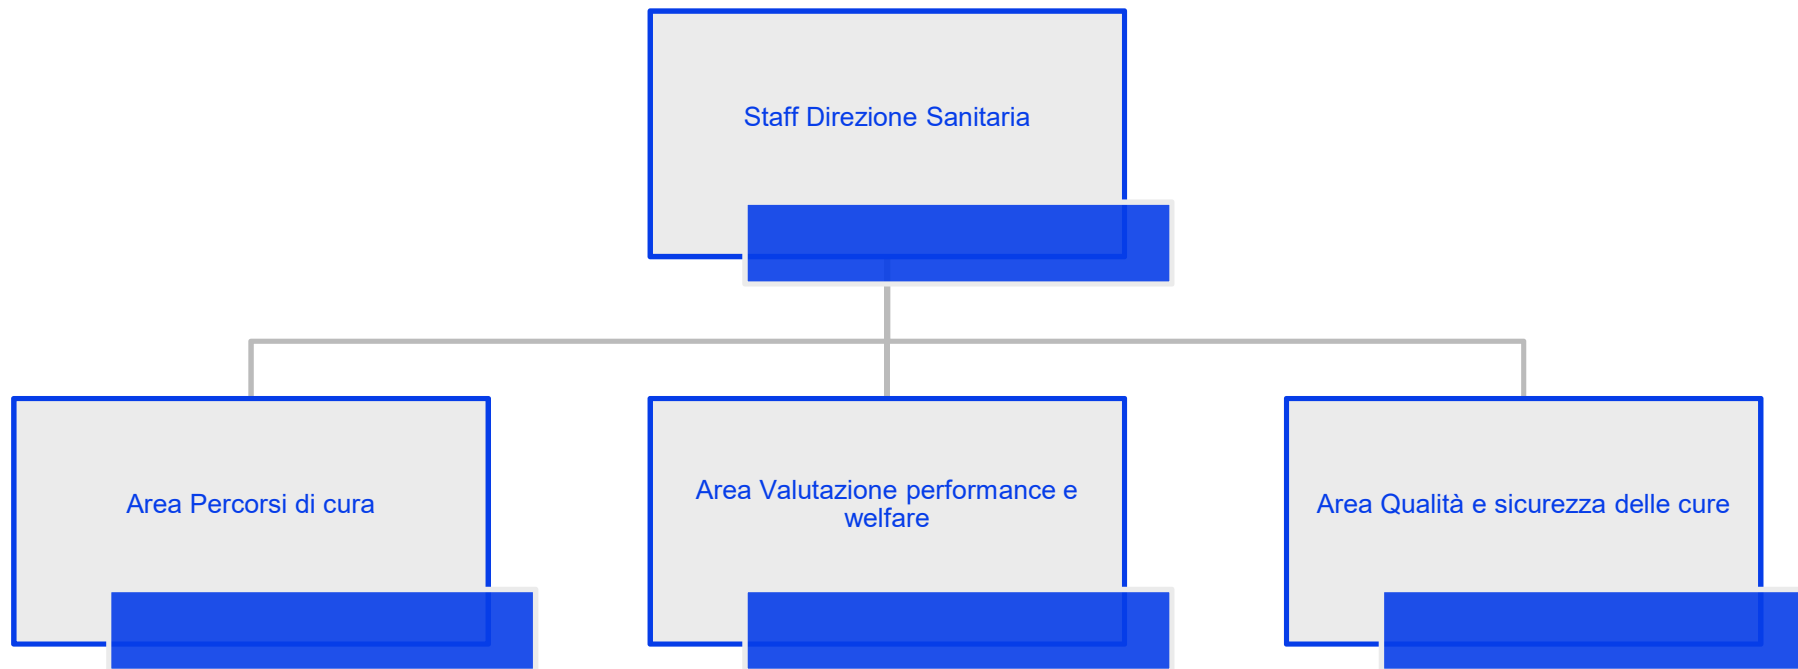 Staff Direzione Sanitaria
Area Percorsi di cura
Area Valutazione performance e
welfare
Area Qualità e sicurezza delle cure